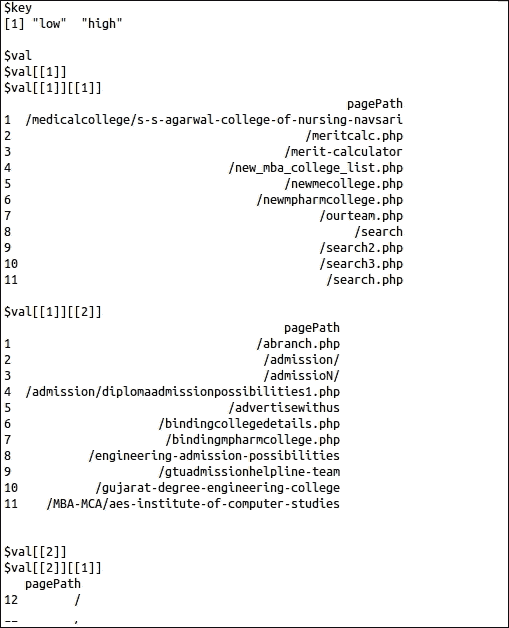 $key
[1] "low"  "high"

$val
$val[[1]]
$val[[1]][[1]]
                                              pagePath
1  /medicalcollege/s-s-agarwal-college-of-nursing-navsari
2                                        /meritcalc.php
3                                     /merit-calculator
4                             /new_mba_college_list.php
5                                     /newmecollege.php
6                                 /newmpharmcollege.php
7                                          /ourteam.php
8                                               /search
9                                          /search2.php
10                                         /search3.php
11                                          /search.php

$val[[1]][[2]]
                                     pagePath
1                                /abranch.php
2                                 /admission/
3                                 /admissioN/
4  /admission/diplomaadmissionpossibilities1.php
5                            /advertisewithus
6                  /bindingcollegedetails.php
7                   /bindingmpharmcollege.php
8        /engineering-admission-possibilities
9                  /gtuadmissionhelpline-team
10        /gujarat-degree-engineering-college
11  /MBA-MCA/aes-institute-of-computer-studies

$val[[2]]
$val[[2]][[1]]
   pagePath
12        /